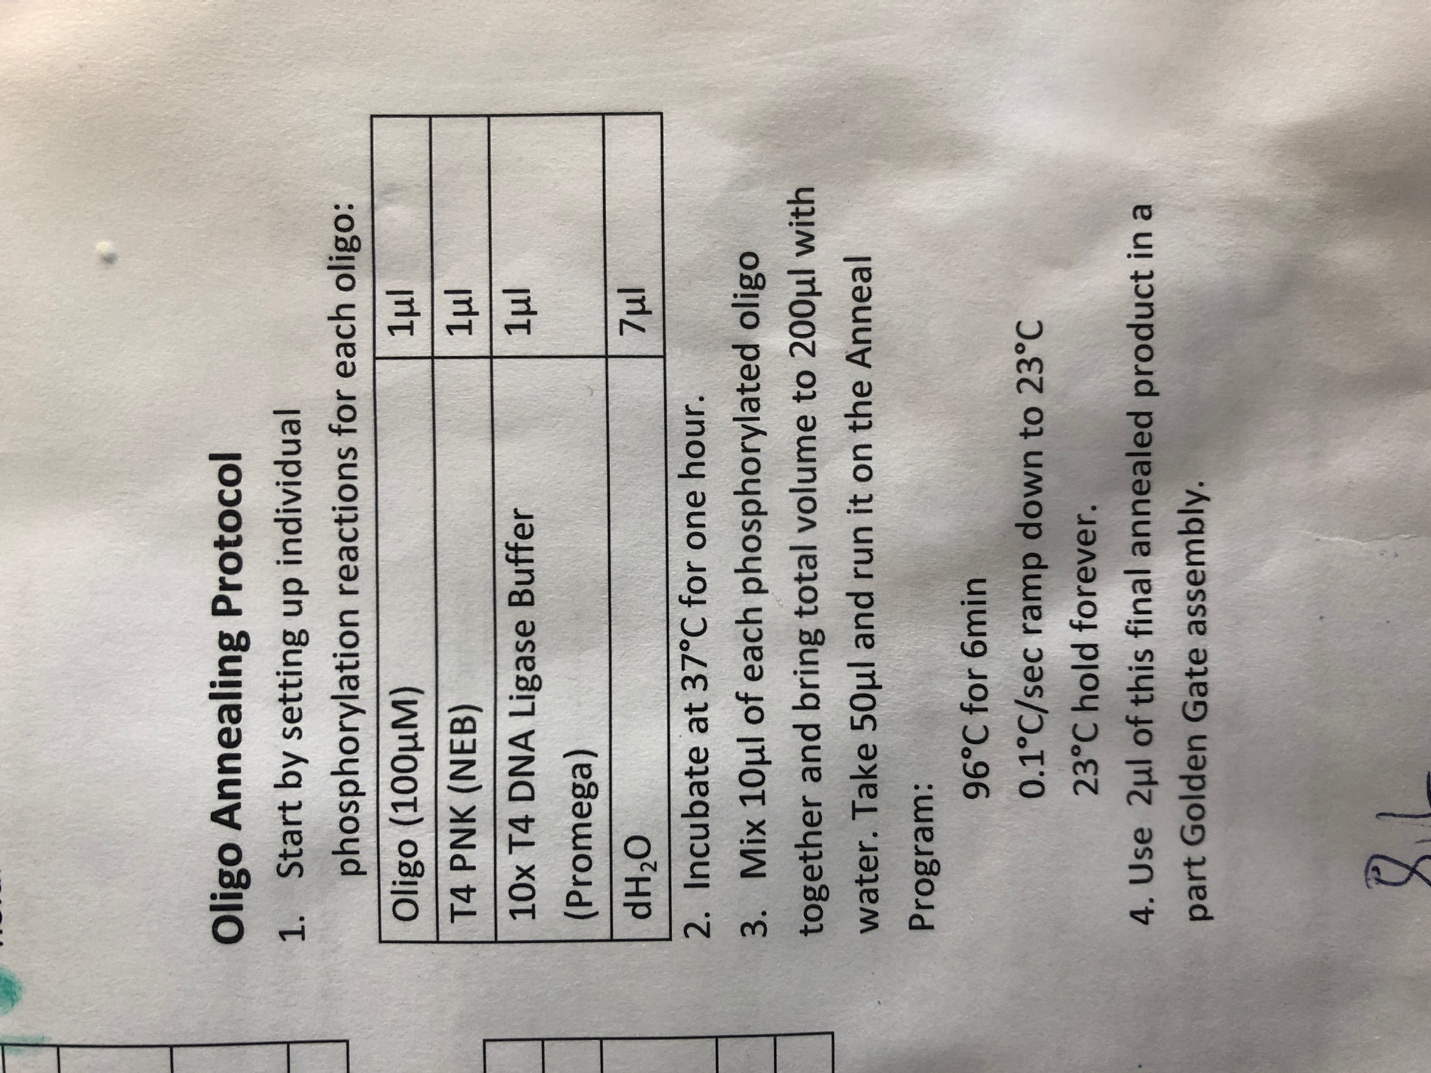 Oligo Annealing Protocol
1. Start by setting up individual
phosphorylation reactions for each oligo:
Oligo (100µM) 1µl
T4 PNK (NEB) 1µl
10x T4 DNA Ligase Buffer 1µl
(Promega)
dH₂O 7µl
2. Incubate at 37°C for one hour.
3. Mix 10µl of each phosphorylated oligo
together and bring total volume to 200µl with
water. Take 50µl and run it on the Anneal
Program:
96°C for 6min
0.1°C/sec ramp down to 23°C
23°C hold forever.
4. Use 2µl of this final annealed product in a
part Golden Gate assembly.